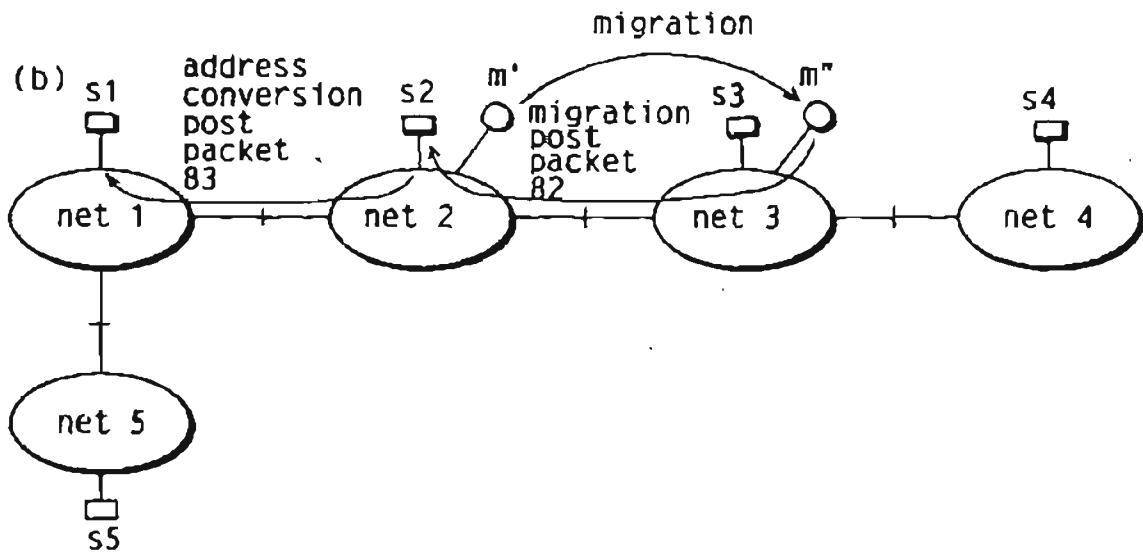 migration
(b)
s1
address
conversion
post
packet
83
s2
m'
migration
post
packet
82
s3
m"
s4
net 1
net 2
net 3
net 4
net 5
s5